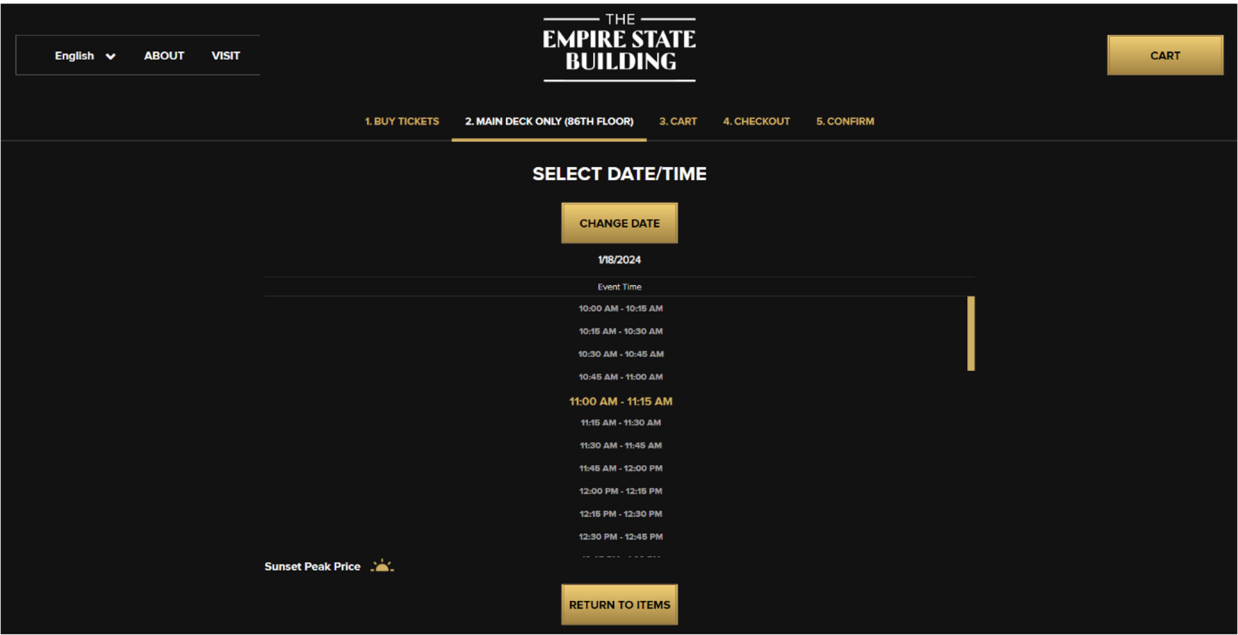 English
ABOUT
VISIT
THE
EMPIRE STATE
BUILDING
CART
1. BUY TICKETS
2. MAIN DECK ONLY (86TH FLOOR)
3. CART
4. CHECKOUT
5. CONFIRM
SELECT DATE/TIME
CHANGE DATE
1/18/2024
Event Time
10:00 AM - 10:15 AM
10:15 AM - 10:30 AM
10:30 AM - 10:45 AM
10:45 AM - 11:00 AM
11:00 AM - 11:15 AM
11:15 AM - 11:30 AM
11:30 AM - 11:45 AM
11:45 AM - 12:00 PM
12:00 PM - 12:15 PM
12:15 PM - 12:30 PM
12:30 PM - 12:45 PM
Sunset Peak Price
RETURN TO ITEMS